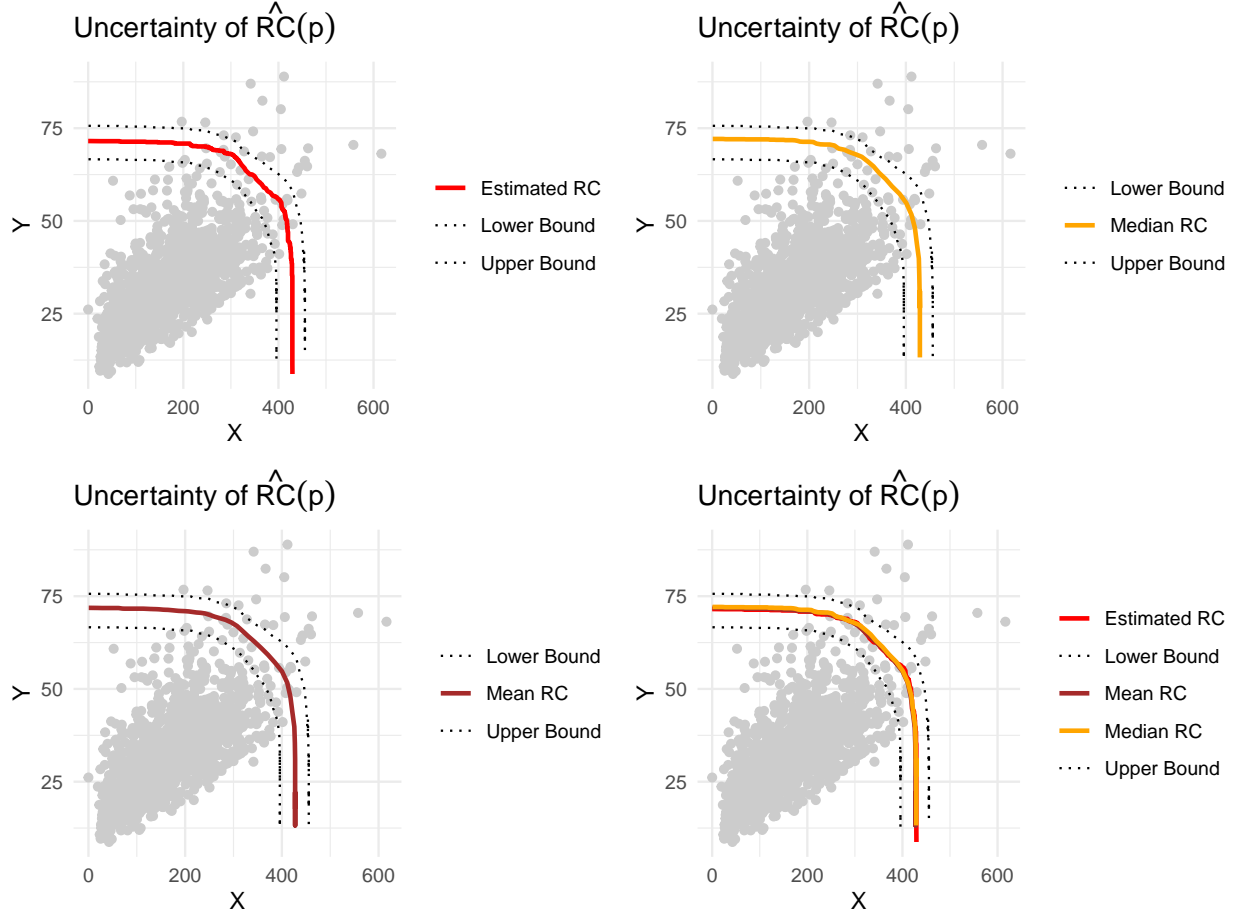 Uncertainty of R̂C(p)
75
50
25
Y
0 200 400 600
X
Estimated RC
Lower Bound
Upper Bound
Uncertainty of R̂C(p)
75
50
25
Y
0 200 400 600
X
Lower Bound
Median RC
Upper Bound
Uncertainty of R̂C(p)
75
50
25
Y
0 200 400 600
X
Lower Bound
Mean RC
Upper Bound
Uncertainty of R̂C(p)
75
50
25
Y
0 200 400 600
X
Estimated RC
Lower Bound
Mean RC
Median RC
Upper Bound